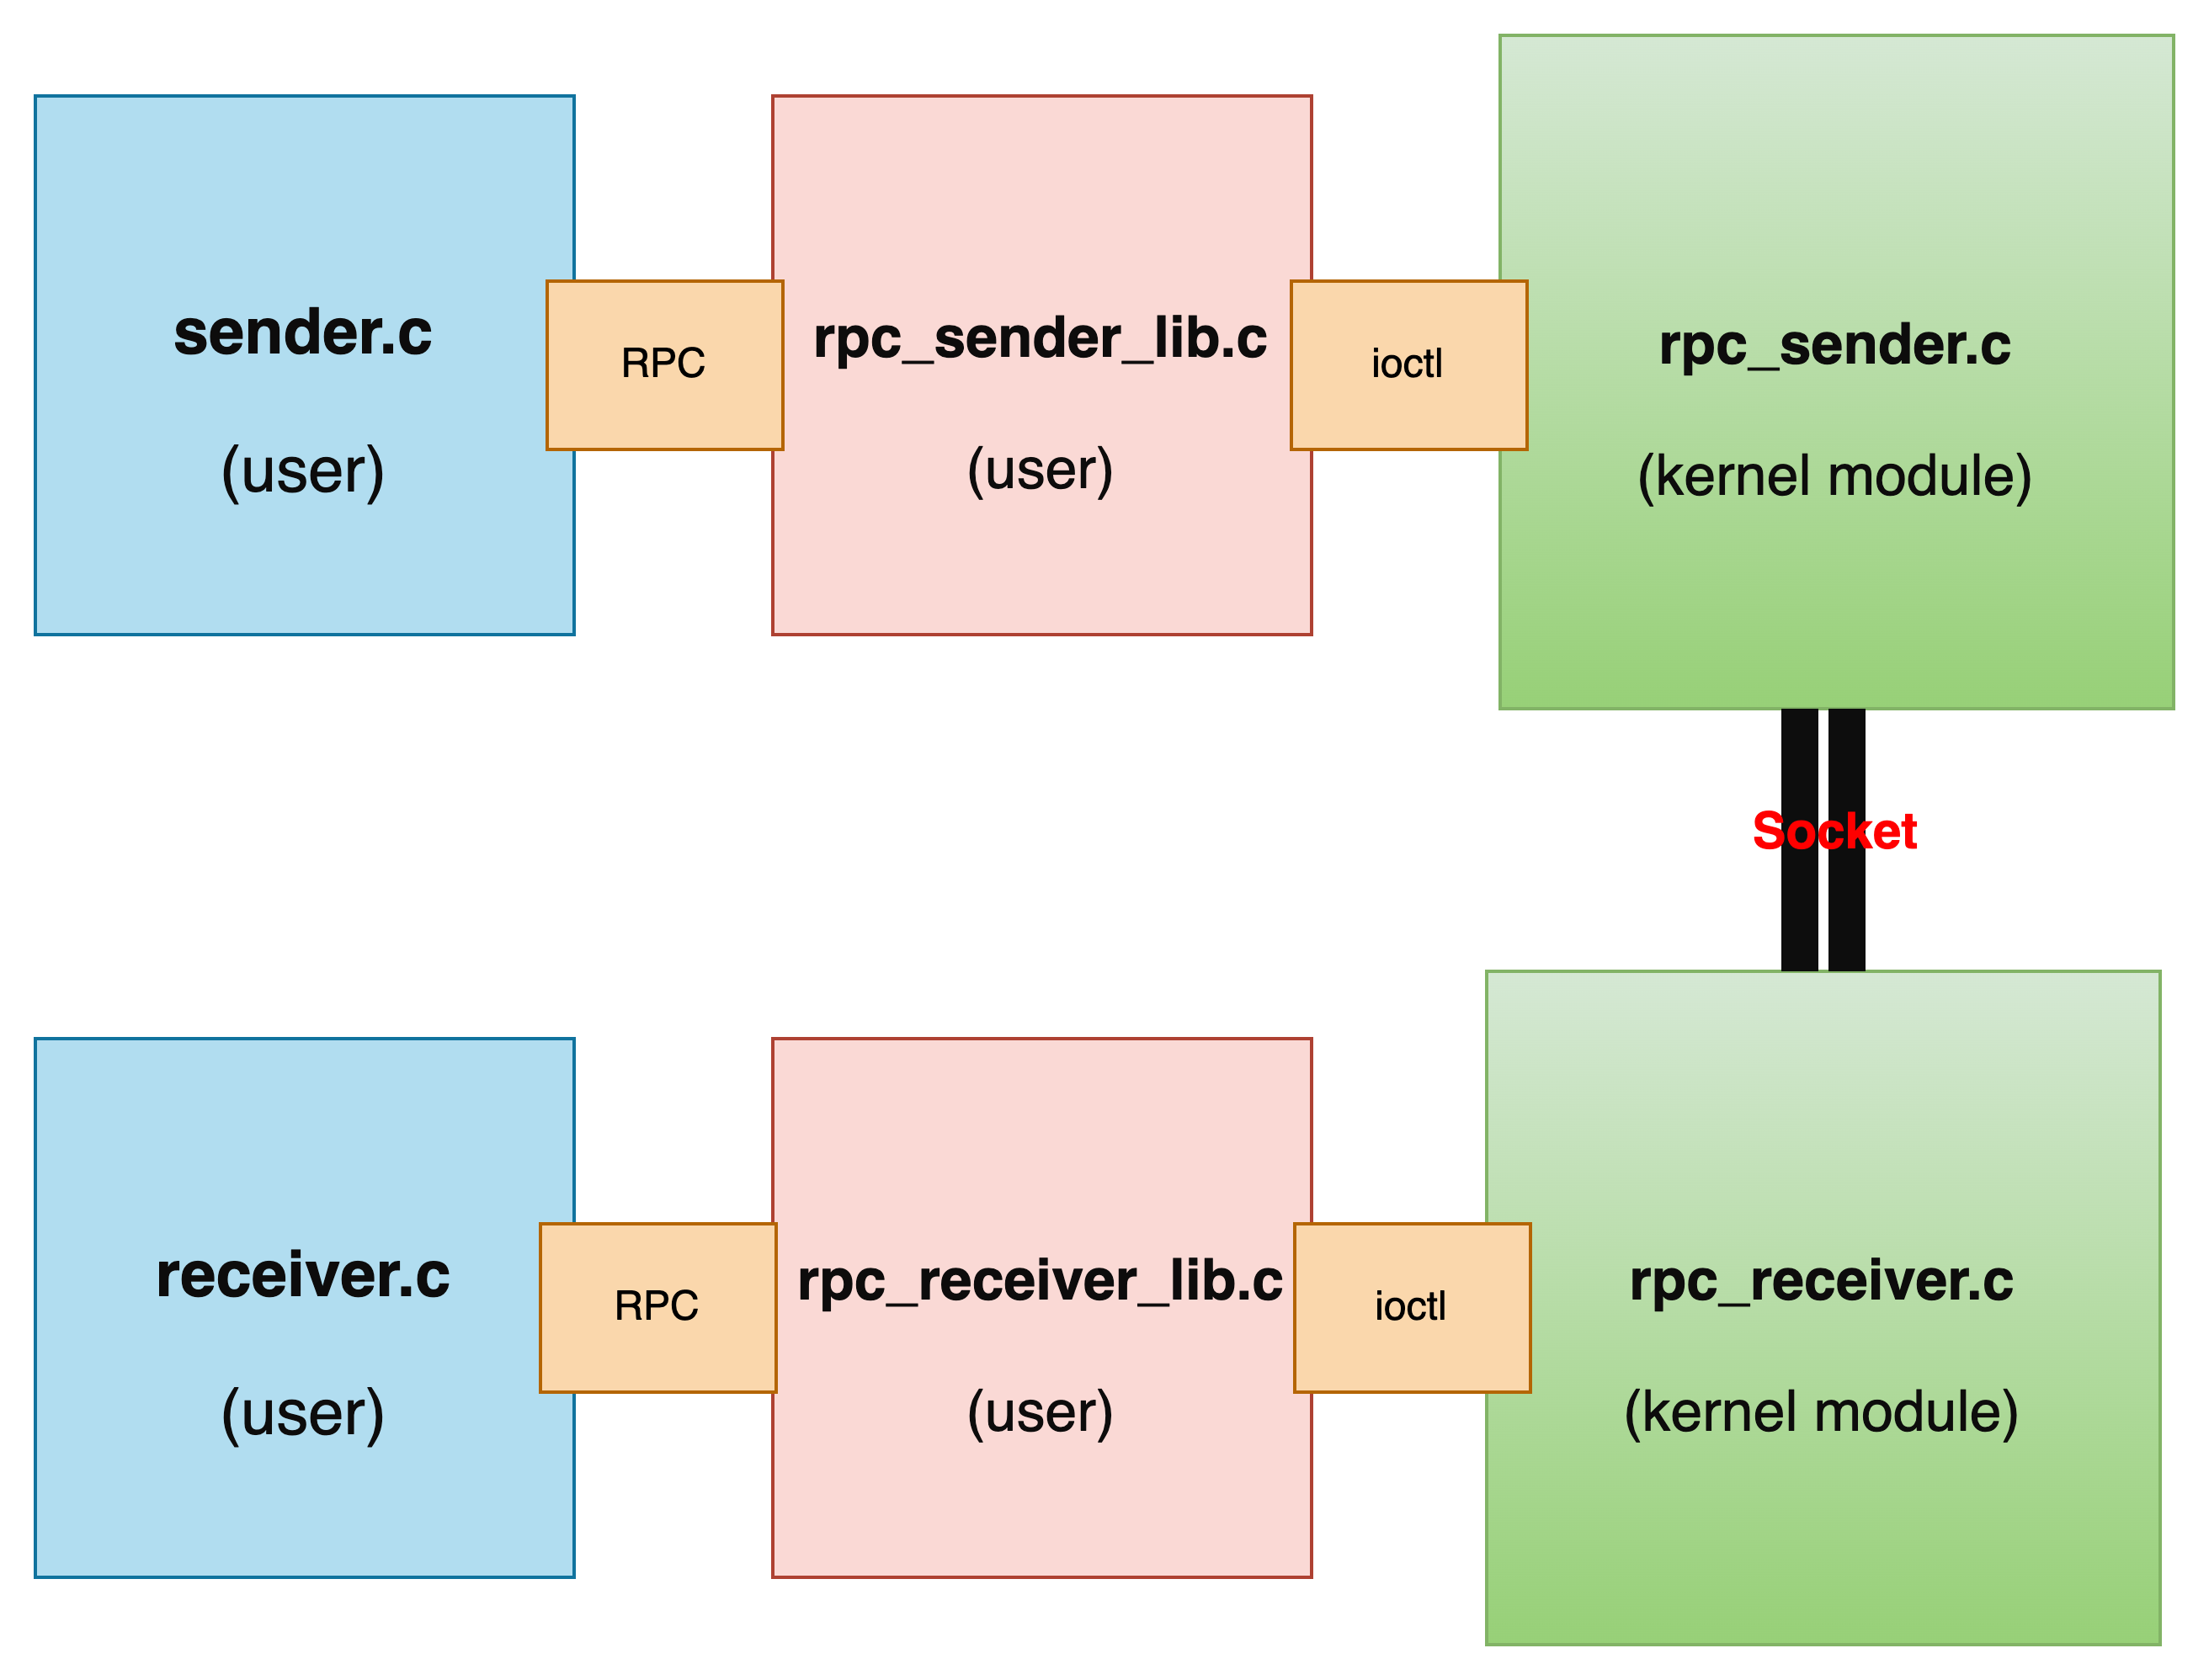 sender.c
(user)
RPC
rpc_sender_lib.c
(user)
ioctl
rpc_sender.c
(kernel module)
Socket
receiver.c
(user)
RPC
rpc_receiver_lib.c
(user)
ioctl
rpc_receiver.c
(kernel module)